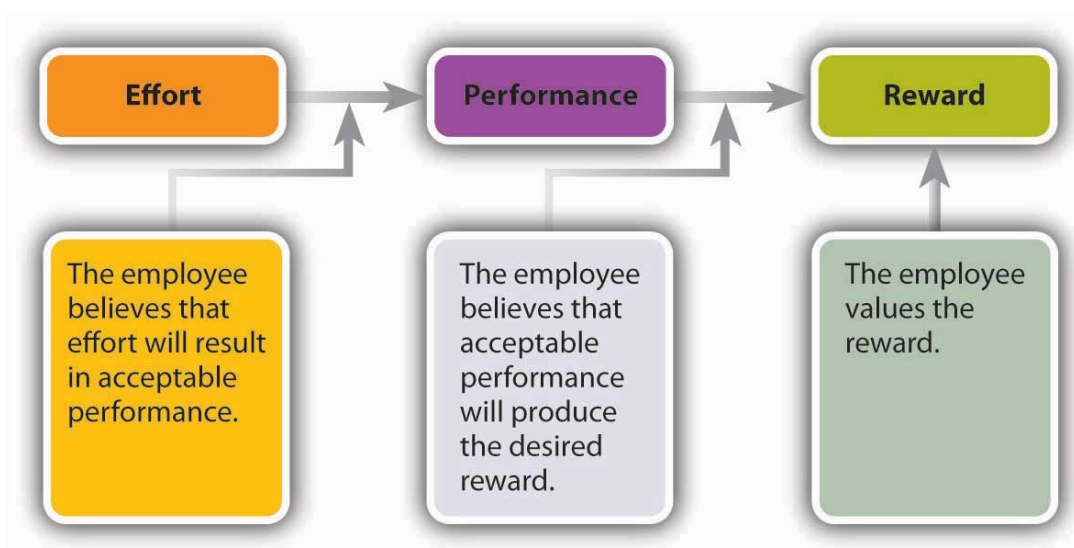 Effort
Performance
Reward
The employee
believes that
effort will result
in acceptable
performance.
The employee
believes that
acceptable
performance
will produce
the desired
reward.
The employee
values the
reward.